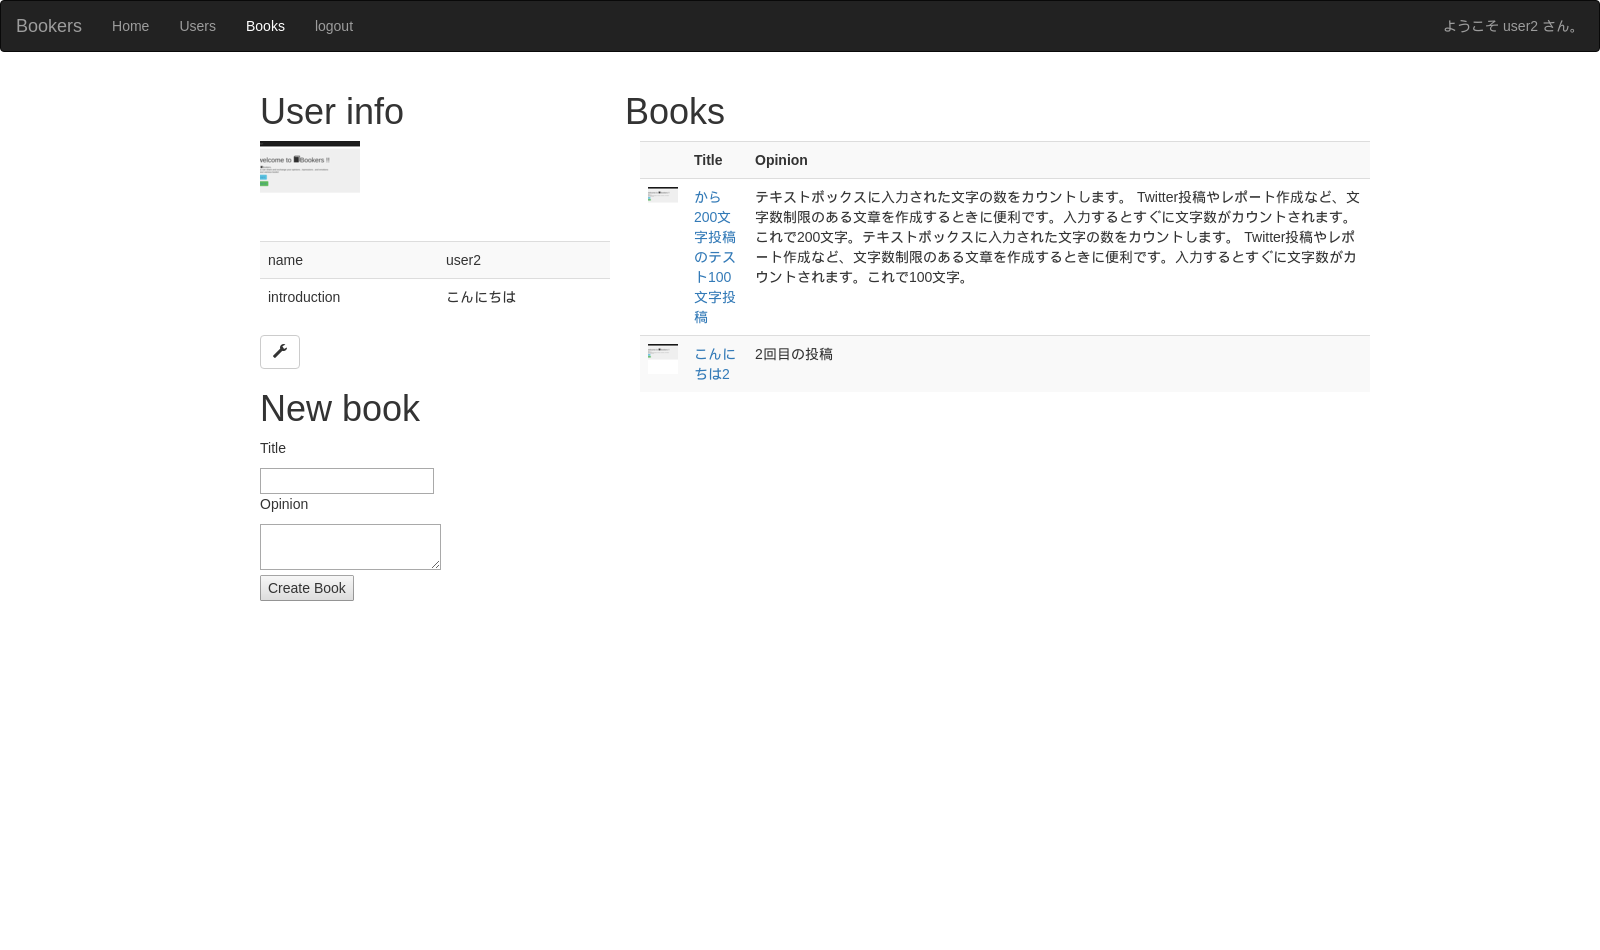 Bookers Home Users Books logout ようこそ user2 さん。
User info
welcome to Bookers !!
name user2
introduction こんにちは
New book
Title
Opinion
Create Book
Books
Title Opinion
から
200文
字投稿
のテス
ト100
文字投
稿
テキストボックスに入力された文字の数をカウントします。 Twitter投稿やレポート作成など、文
字数制限のある文章を作成するときに便利です。入力するとすぐに文字数がカウントされます。
これで200文字。テキストボックスに入力された文字の数をカウントします。 Twitter投稿やレポ
ート作成など、文字数制限のある文章を作成するときに便利です。入力するとすぐに文字数がカ
ウントされます。これで100文字。
こんに
ちは2
2回目の投稿